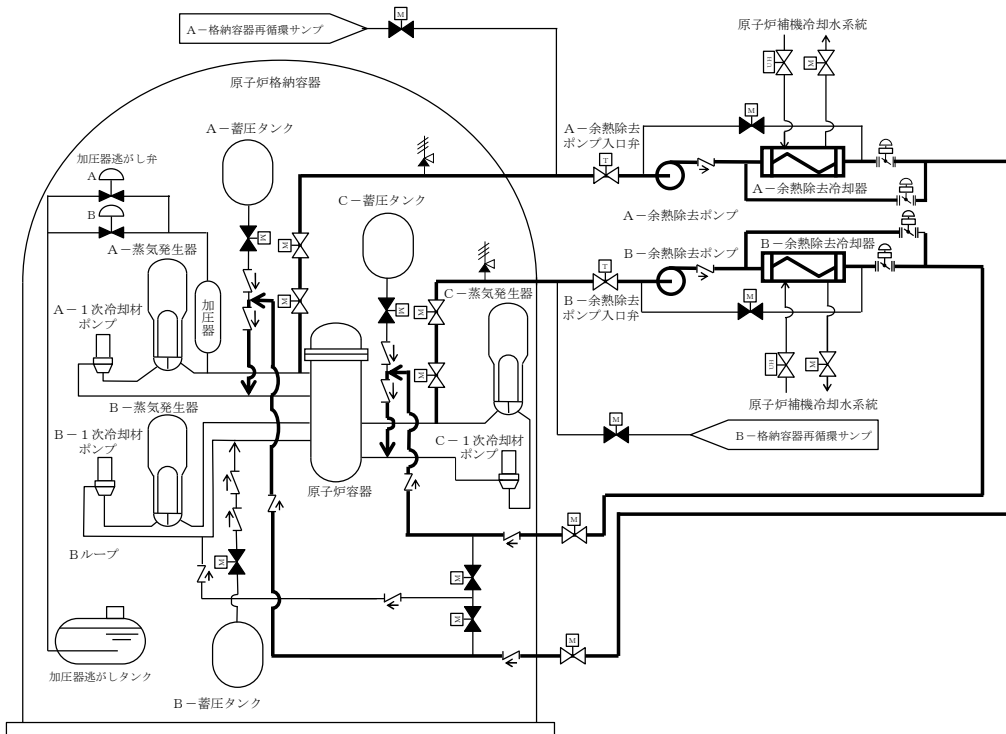 A－格納容器再循環サンプ
M
原子炉補機冷却水系統
UH
M
原子炉格納容器
A－蓄圧タンク
加圧器逃がし弁
A
B
C－蓄圧タンク
A－余熱除去
ポンプ入口弁
T
M
A－余熱除去冷却器
A－余熱除去ポンプ
B－余熱除去ポンプ
B－余熱除去冷却器
M
M
M
M
A－蒸気発生器
C－蒸気発生器
T
M
B－余熱除去
ポンプ入口弁
A－1次冷却材
ポンプ
加圧器
M
M
M
UH
M
原子炉補機冷却水系統
B－蒸気発生器
B－1次冷却材
ポンプ
C－1次冷却材
ポンプ
M
B－格納容器再循環サンプ
原子炉容器
M
Bループ
M
M
M
M
加圧器逃がしタンク
B－蓄圧タンク